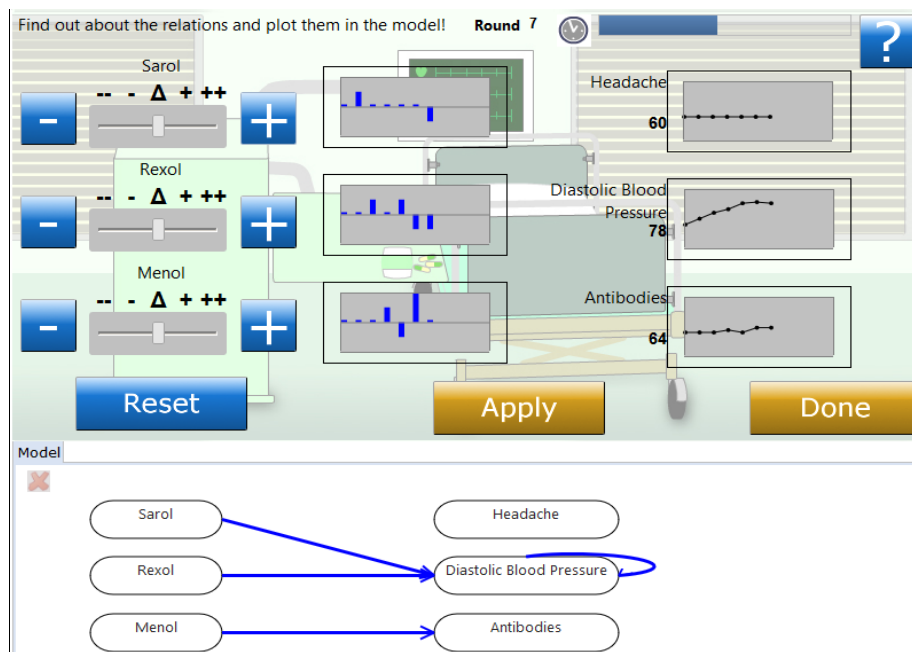 Find out about the relations and plot them in the model! Round 7
?
Sarol
-- - Δ + ++
- +
Rexol
-- - Δ + ++
- +
Menol
-- - Δ + ++
- +
Headache
60
Diastolic Blood
Pressure
78
Antibodies
64
Reset
Apply
Done
Model
Sarol
Headache
Rexol
Diastolic Blood Pressure
Menol
Antibodies